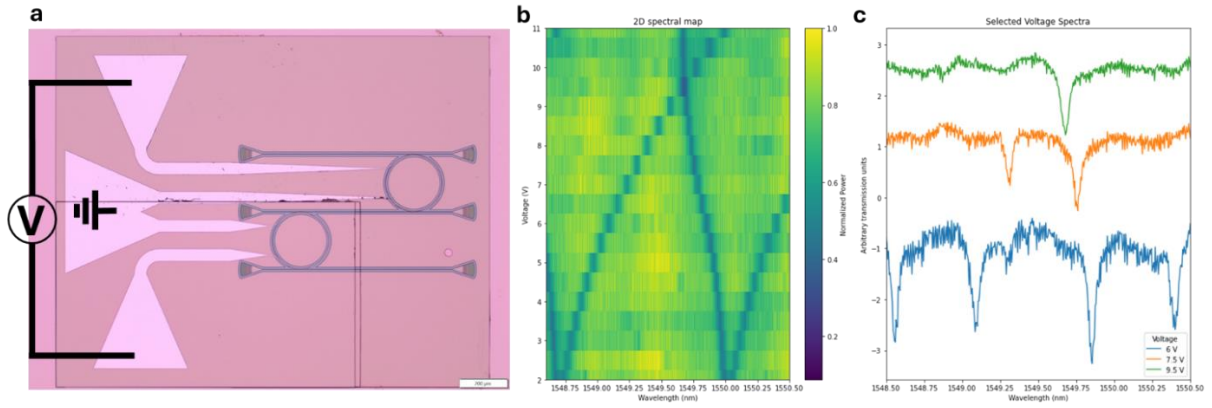 a
V
200 μm
b
2D spectral map
Voltage (V)
11
10
9
8
7
6
5
4
3
2
1548.75 1549.00 1549.25 1549.50 1549.75 1550.00 1550.25 1550.50
Wavelength (nm)
1.0
0.8
0.6
0.4
0.2
Normalized Power
c
Selected Voltage Spectra
Arbitrary transmission units
3
2
1
0
−1
−2
−3
1548.50 1548.75 1549.00 1549.25 1549.50 1549.75 1550.00 1550.25 1550.50
Wavelength (nm)
Voltage
6 V
7.5 V
9.5 V